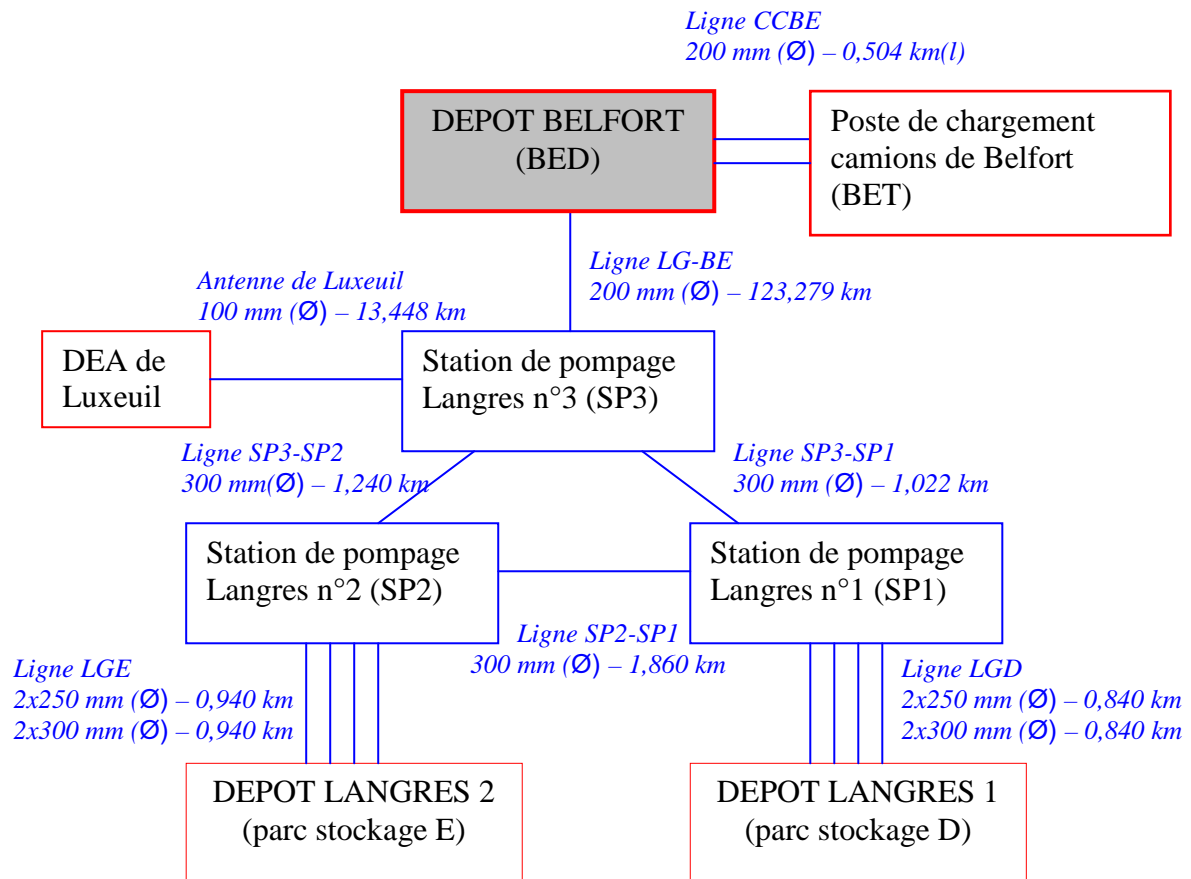 Ligne CCBE
200 mm (Ø) – 0,504 km(l)
DEPOT BELFORT
(BED)
Poste de chargement
camions de Belfort
(BET)
Ligne LG-BE
200 mm (Ø) – 123,279 km
Antenne de Luxeuil
100 mm (Ø) – 13,448 km
DEA de
Luxeuil
Station de pompage
Langres n°3 (SP3)
Ligne SP3-SP2
300 mm(Ø) – 1,240 km
Ligne SP3-SP1
300 mm (Ø) – 1,022 km
Station de pompage
Langres n°2 (SP2)
Station de pompage
Langres n°1 (SP1)
Ligne SP2-SP1
300 mm (Ø) – 1,860 km
Ligne LGE
2x250 mm (Ø) – 0,940 km
2x300 mm (Ø) – 0,940 km
Ligne LGD
2x250 mm (Ø) – 0,840 km
2x300 mm (Ø) – 0,840 km
DEPOT LANGRES 2
(parc stockage E)
DEPOT LANGRES 1
(parc stockage D)